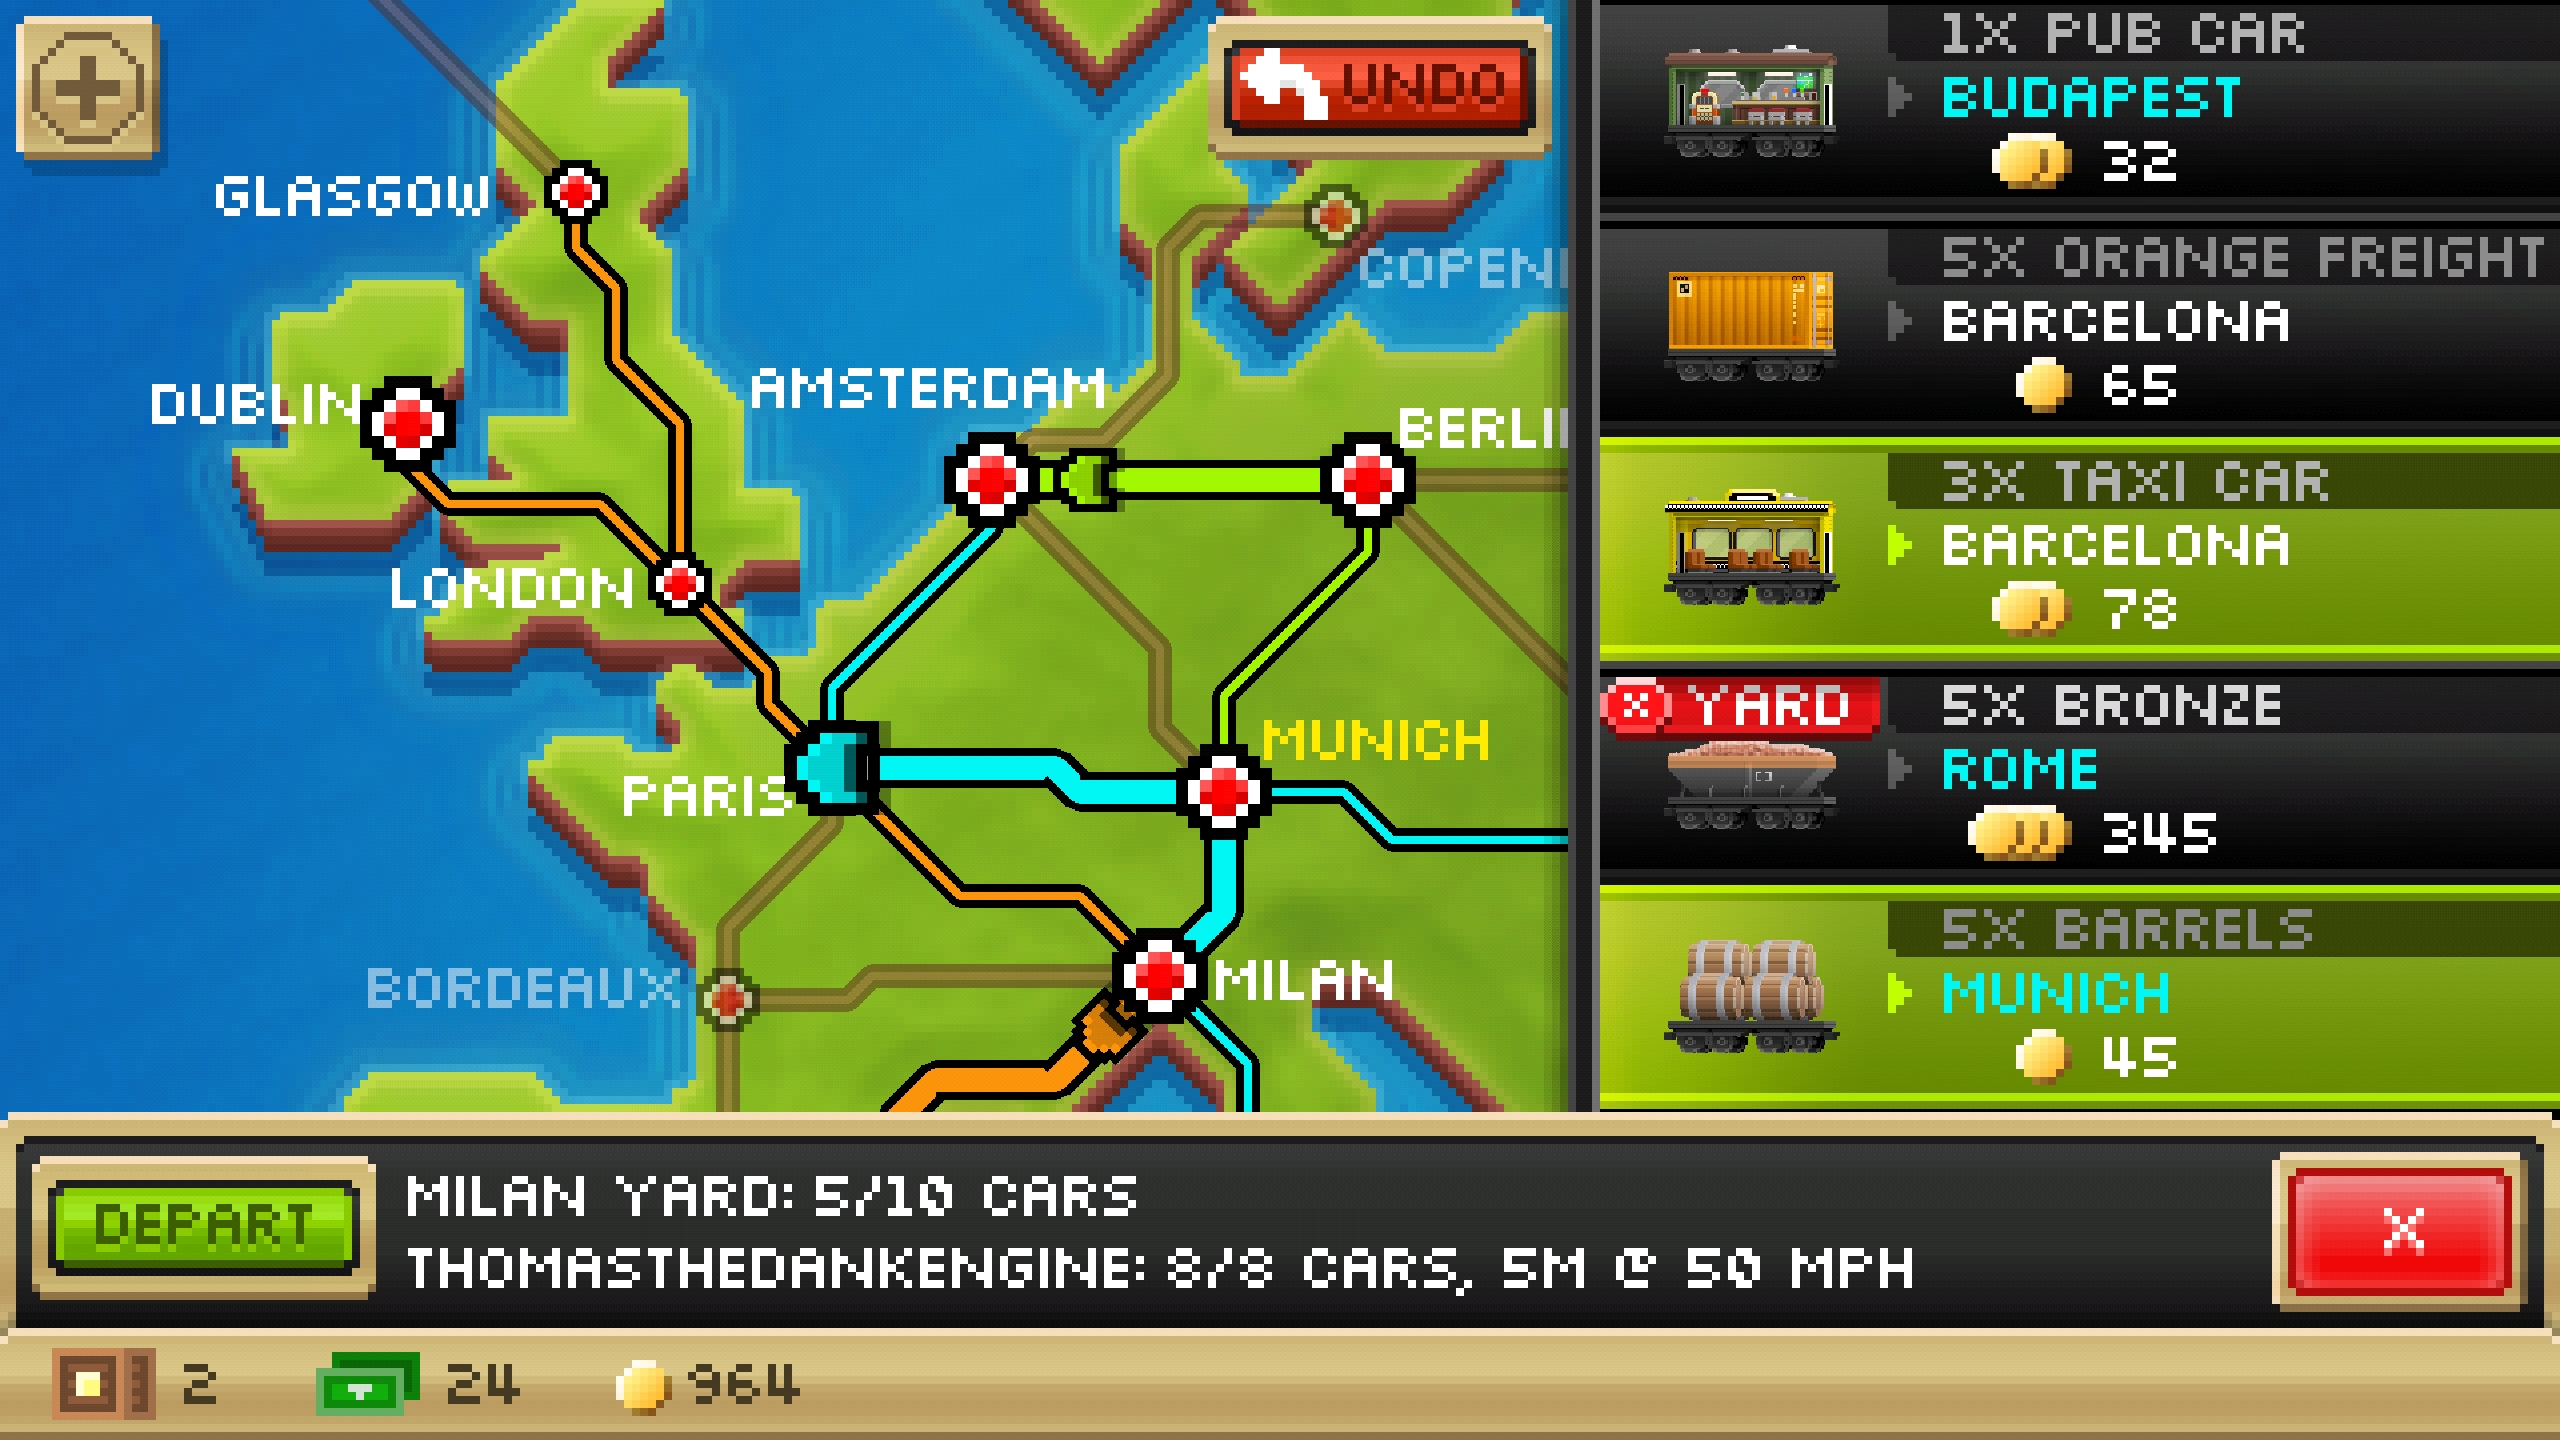 UNDO
GLASGOW
COPEN
AMSTERDAM
DUBLIN
BERLI
LONDON
MUNICH
PARIS
BORDEAUX
MILAN
1X PUB CAR
BUDAPEST
32
5X ORANGE FREIGHT
BARCELONA
65
3X TAXI CAR
BARCELONA
78
YARD
5X BRONZE
ROME
345
5X BARRELS
MUNICH
45
DEPART
MILAN YARD: 5/10 CARS
THOMASTHEDANKENGINE: 8/8 CARS, 5M @ 50 MPH
X
2
24
964